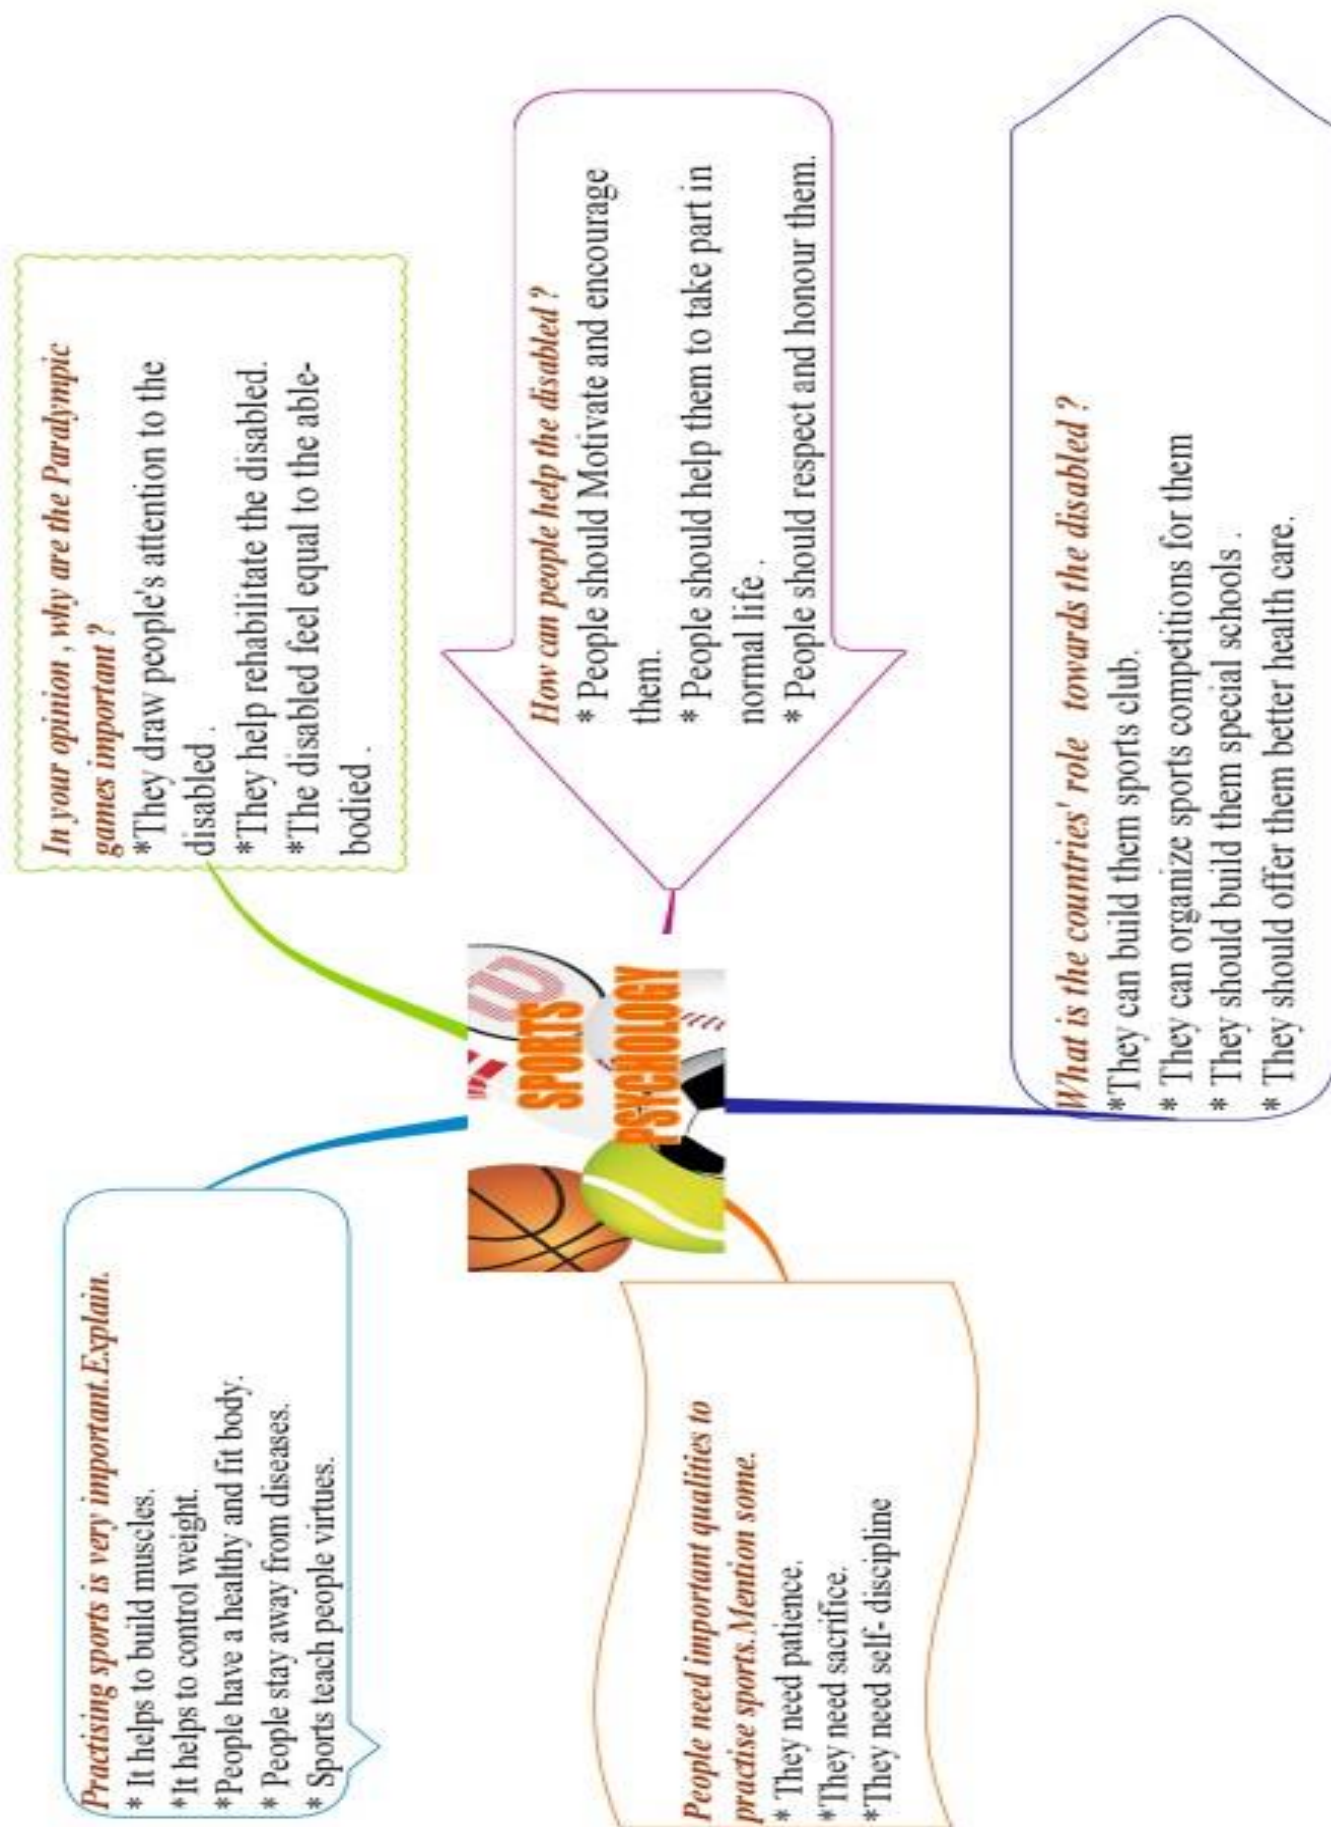 Practising sports is very important.Explain.
* It helps to build muscles.
*It helps to control weight.
*People have a healthy and fit body.
* People stay away from diseases.
* Sports teach people virtues.
In your opinion , why are the Paralympic
games important ?
*They draw people's attention to the
disabled .
*They help rehabilitate the disabled.
*The disabled feel equal to the able-
bodied .
SPORTS
PSYCHOLOGY
How can people help the disabled ?
* People should Motivate and encourage
them.
* People should help them to take part in
normal life .
* People should respect and honour them.
People need important qualities to
practise sports.Mention some.
* They need patience.
*They need sacrifice.
*They need self- discipline
What is the countries' role towards the disabled ?
*They can build them sports club.
* They can organize sports competitions for them
* They should build them special schools .
* They should offer them better health care.